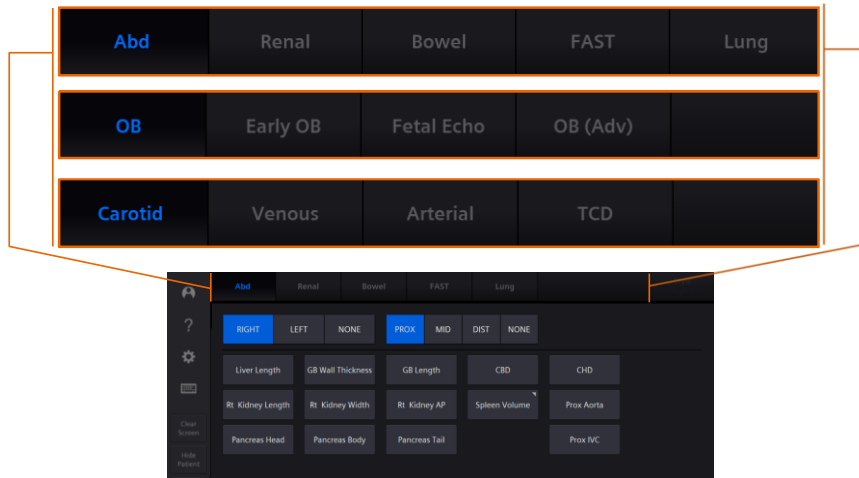 Abd Renal Bowel FAST Lung
OB Early OB Fetal Echo OB (Adv)
Carotid Venous Arterial TCD
Abd Renal Bowel FAST Lung
?
RIGHT LEFT NONE PROX MID DIST NONE
Liver Length GB Wall Thickness GB Length CBD CHD
Rt Kidney Length Rt Kidney Width Rt Kidney AP Spleen Volume Prox Aorta
Clear
Screen
Pancreas Head Pancreas Body Pancreas Tail Prox IVC
Hide
Patient